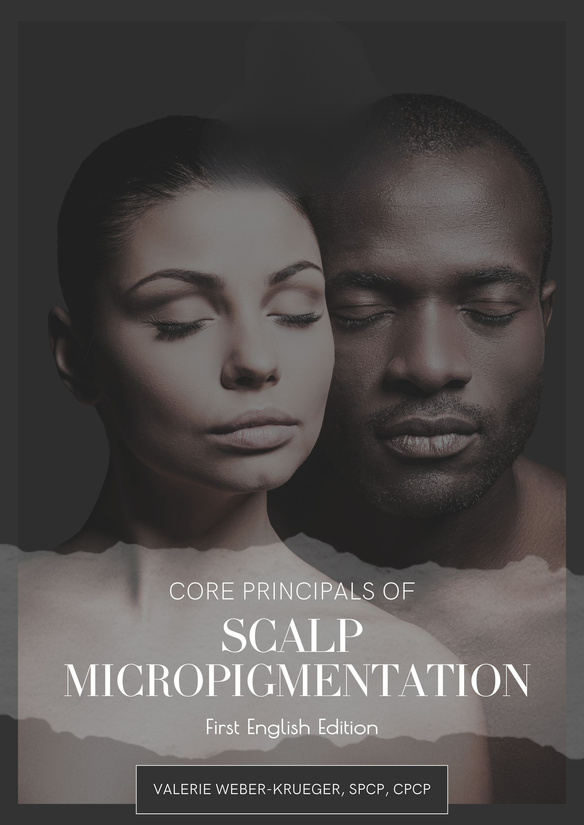 CORE PRINCIPALS OF
SCALP
MICROPIGMENTATION
First English Edition
VALERIE WEBER-KRUEGER, SPCP, CPCP